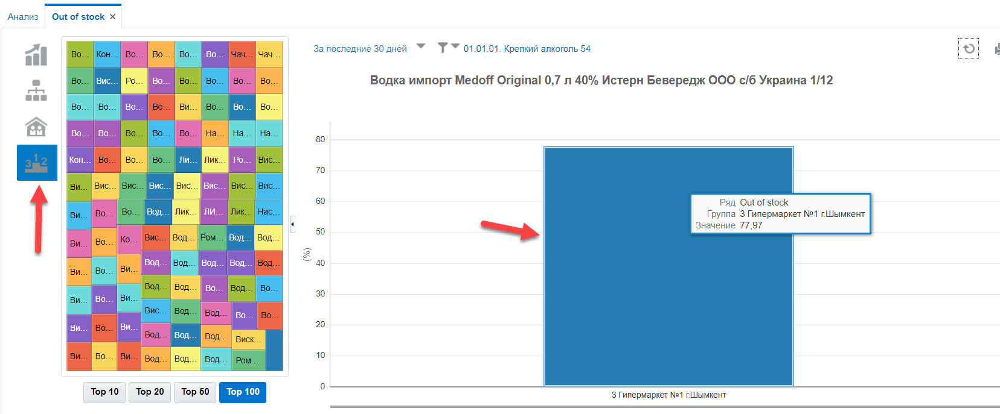 Анализ
Out of stock ×
3 1 2
Во... Кон... Во... Во... Во... Во... Чач... Чач...
Во... Вис... Ро... Во... Во... Во... Во... Во...
Во... Во... Во... Во... Ви... Во... Во... Во...
Во... Во... Во... Во... Во... На... На... На...
Кон... Во... Во... Во... Ли... Лик... Ро... Вис...
Ви... Вис... Вис... Вис... Вис... Вис... Вис... Вис...
Ви... Во... Во... Вод... Лик... ЛИ... Лик... Нас...
Ви... Во... Ко... Вис... Вод... Ром... Вод... Вод...
Ви... Во... Ви... Вод... Вод... Вод... Вод... Вод...
Ви... Во... Ви... Вод... Вод... Во... Вод... Во...
Вис... Вод... Вод... Во... Во...
Ви... Во... Ви... Вод... Вод... Вод... Виск...
Ви... Во... Ви... Вод... Вод... Вод... Ром ...
Top 10
Top 20
Top 50
Top 100
За последние 30 дней
01.01.01. Крепкий алкоголь 54
Водка импорт Medoff Original 0,7 л 40% Истерн Бевередж ООО с/б Украина 1/12
(%)
80
70
60
50
40
30
20
10
0
Ряд Out of stock
Группа 3 Гипермаркет №1 г.Шымкент
Значение 77,97
3 Гипермаркет №1 г.Шымкент